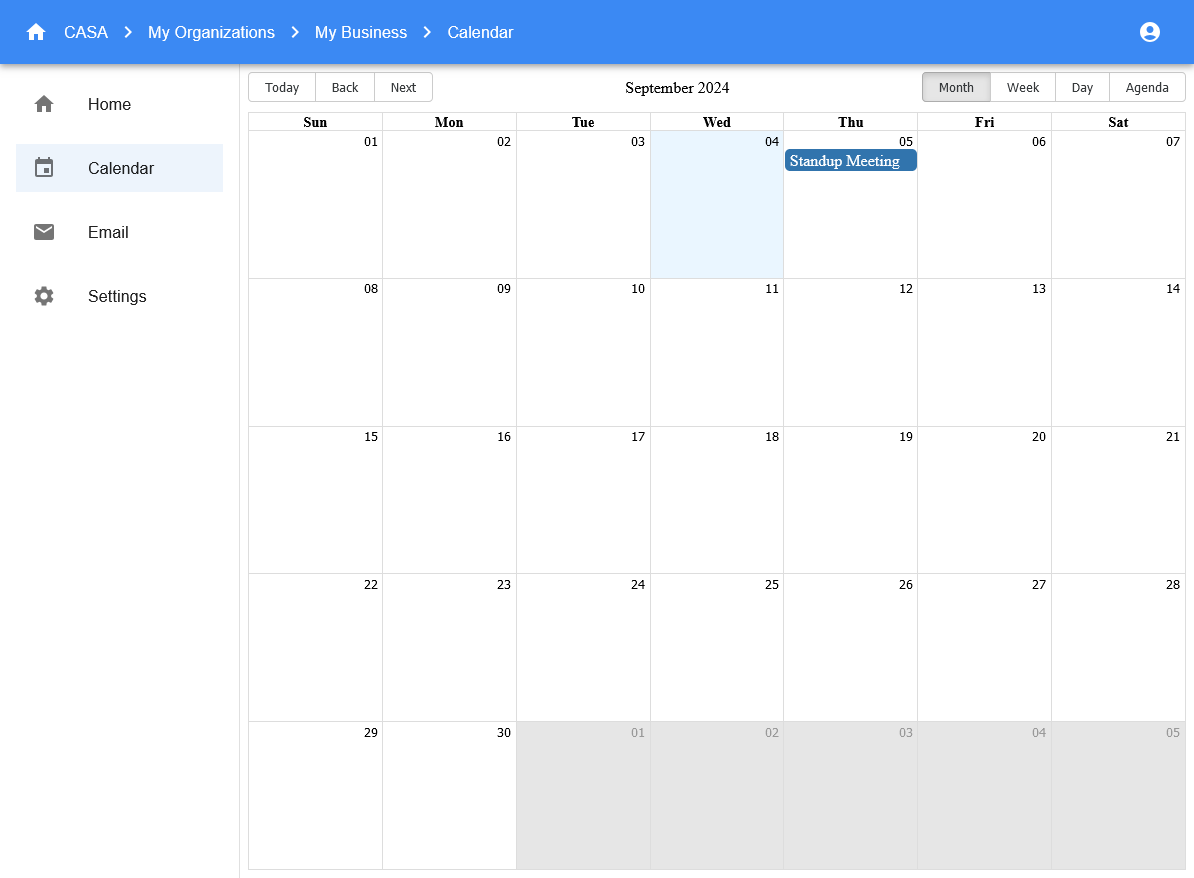 CASA My Organizations My Business Calendar
Home
Calendar
Email
Settings
Today Back Next September 2024 Month Week Day Agenda
Sun Mon Tue Wed Thu Fri Sat
01 02 03 04 05 06 07
Standup Meeting
08 09 10 11 12 13 14
15 16 17 18 19 20 21
22 23 24 25 26 27 28
29 30 01 02 03 04 05